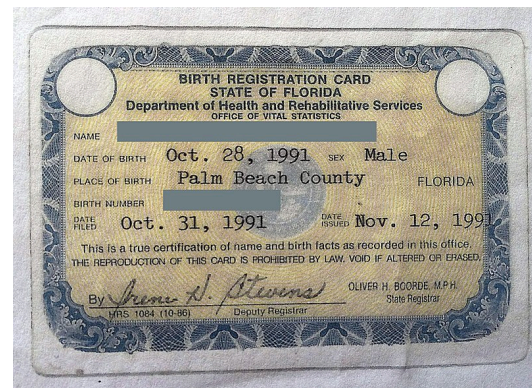 BIRTH REGISTRATION CARD
STATE OF FLORIDA
Department of Health and Rehabilitative Services
OFFICE OF VITAL STATISTICS
NAME
DATE OF BIRTH Oct. 28, 1991 SEX Male
PLACE OF BIRTH Palm Beach County FLORIDA
BIRTH NUMBER
DATE FILED Oct. 31, 1991 DATE ISSUED Nov. 12, 1991
This is a true certification of name and birth facts as recorded in this office.
THE REPRODUCTION OF THIS CARD IS PROHIBITED BY LAW. VOID IF ALTERED OR ERASED.
By Irene H. Stevens OLIVER H. BOORDE, M.P.H.
State Registrar
HRS 1084 (10-86) Deputy Registrar